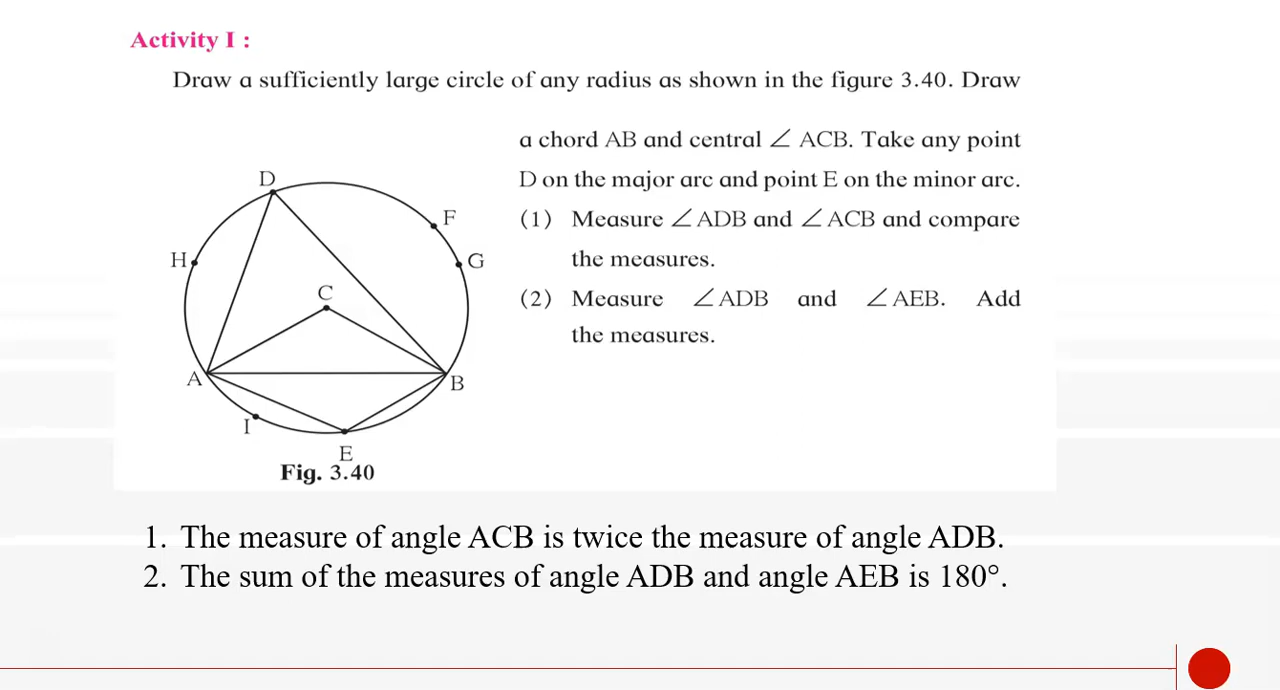 Activity I :
Draw a sufficiently large circle of any radius as shown in the figure 3.40. Draw
a chord AB and central ∠ ACB. Take any point
D on the major arc and point E on the minor arc.
(1) Measure ∠ADB and ∠ACB and compare
the measures.
(2) Measure ∠ADB and ∠AEB. Add
the measures.
D
F
H
G
C
A
B
I
E
Fig. 3.40
1. The measure of angle ACB is twice the measure of angle ADB.
2. The sum of the measures of angle ADB and angle AEB is 180°.